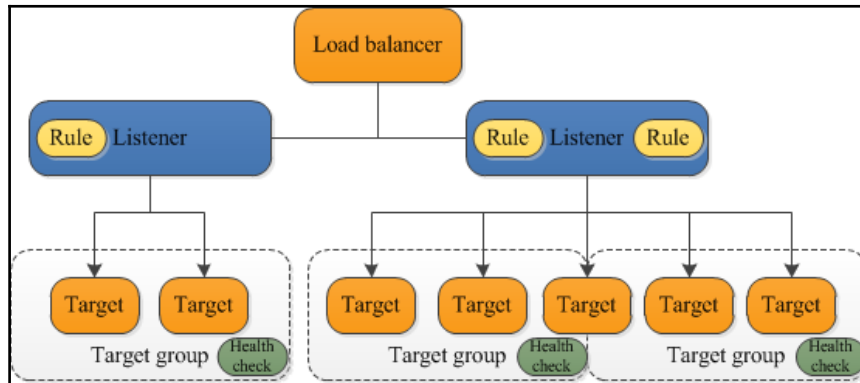 Load balancer
Rule Listener
Rule Listener Rule
Target Target
Target Target Target Target Target
Target group Health check
Target group Health check
Target group Health check